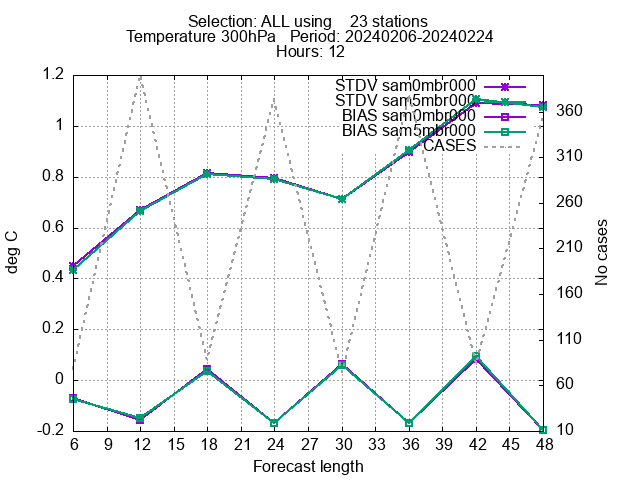 Selection: ALL using 23 stations
Temperature 300hPa Period: 20240206-20240224
Hours: 12
STDV sam0mbr000
STDV sam5mbr000
BIAS sam0mbr000
BIAS sam5mbr000
CASES
deg C
1.2
1
0.8
0.6
0.4
0.2
0
-0.2
No cases
360
310
260
210
160
110
60
10
6 9 12 15 18 21 24 27 30 33 36 39 42 45 48
Forecast length